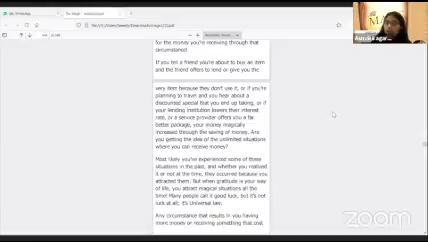 for the money you're receiving through that
circumstance!
If you tell a friend you're about to buy an item
and the friend offers to lend or give you the
very item because they don't use it, or if you're
planning to travel and you hear about a
discounted special that you end up taking, or if
your lending institution lowers their interest
rate, or a service provider offers you a far
better package, your money magically
increased through the saving of money. Are
you getting the idea of the unlimited situations
where you can receive money?
Most likely you've experienced some of these
situations in the past, and whether you realized
it or not at the time, they occurred because you
attracted them. But when gratitude is your way
of life, you attract magical situations all the
time! Many people call it good luck, but it's not
luck at all, it's Universal law.
Any circumstance that results in you having
more money or receiving something that cost
zoom